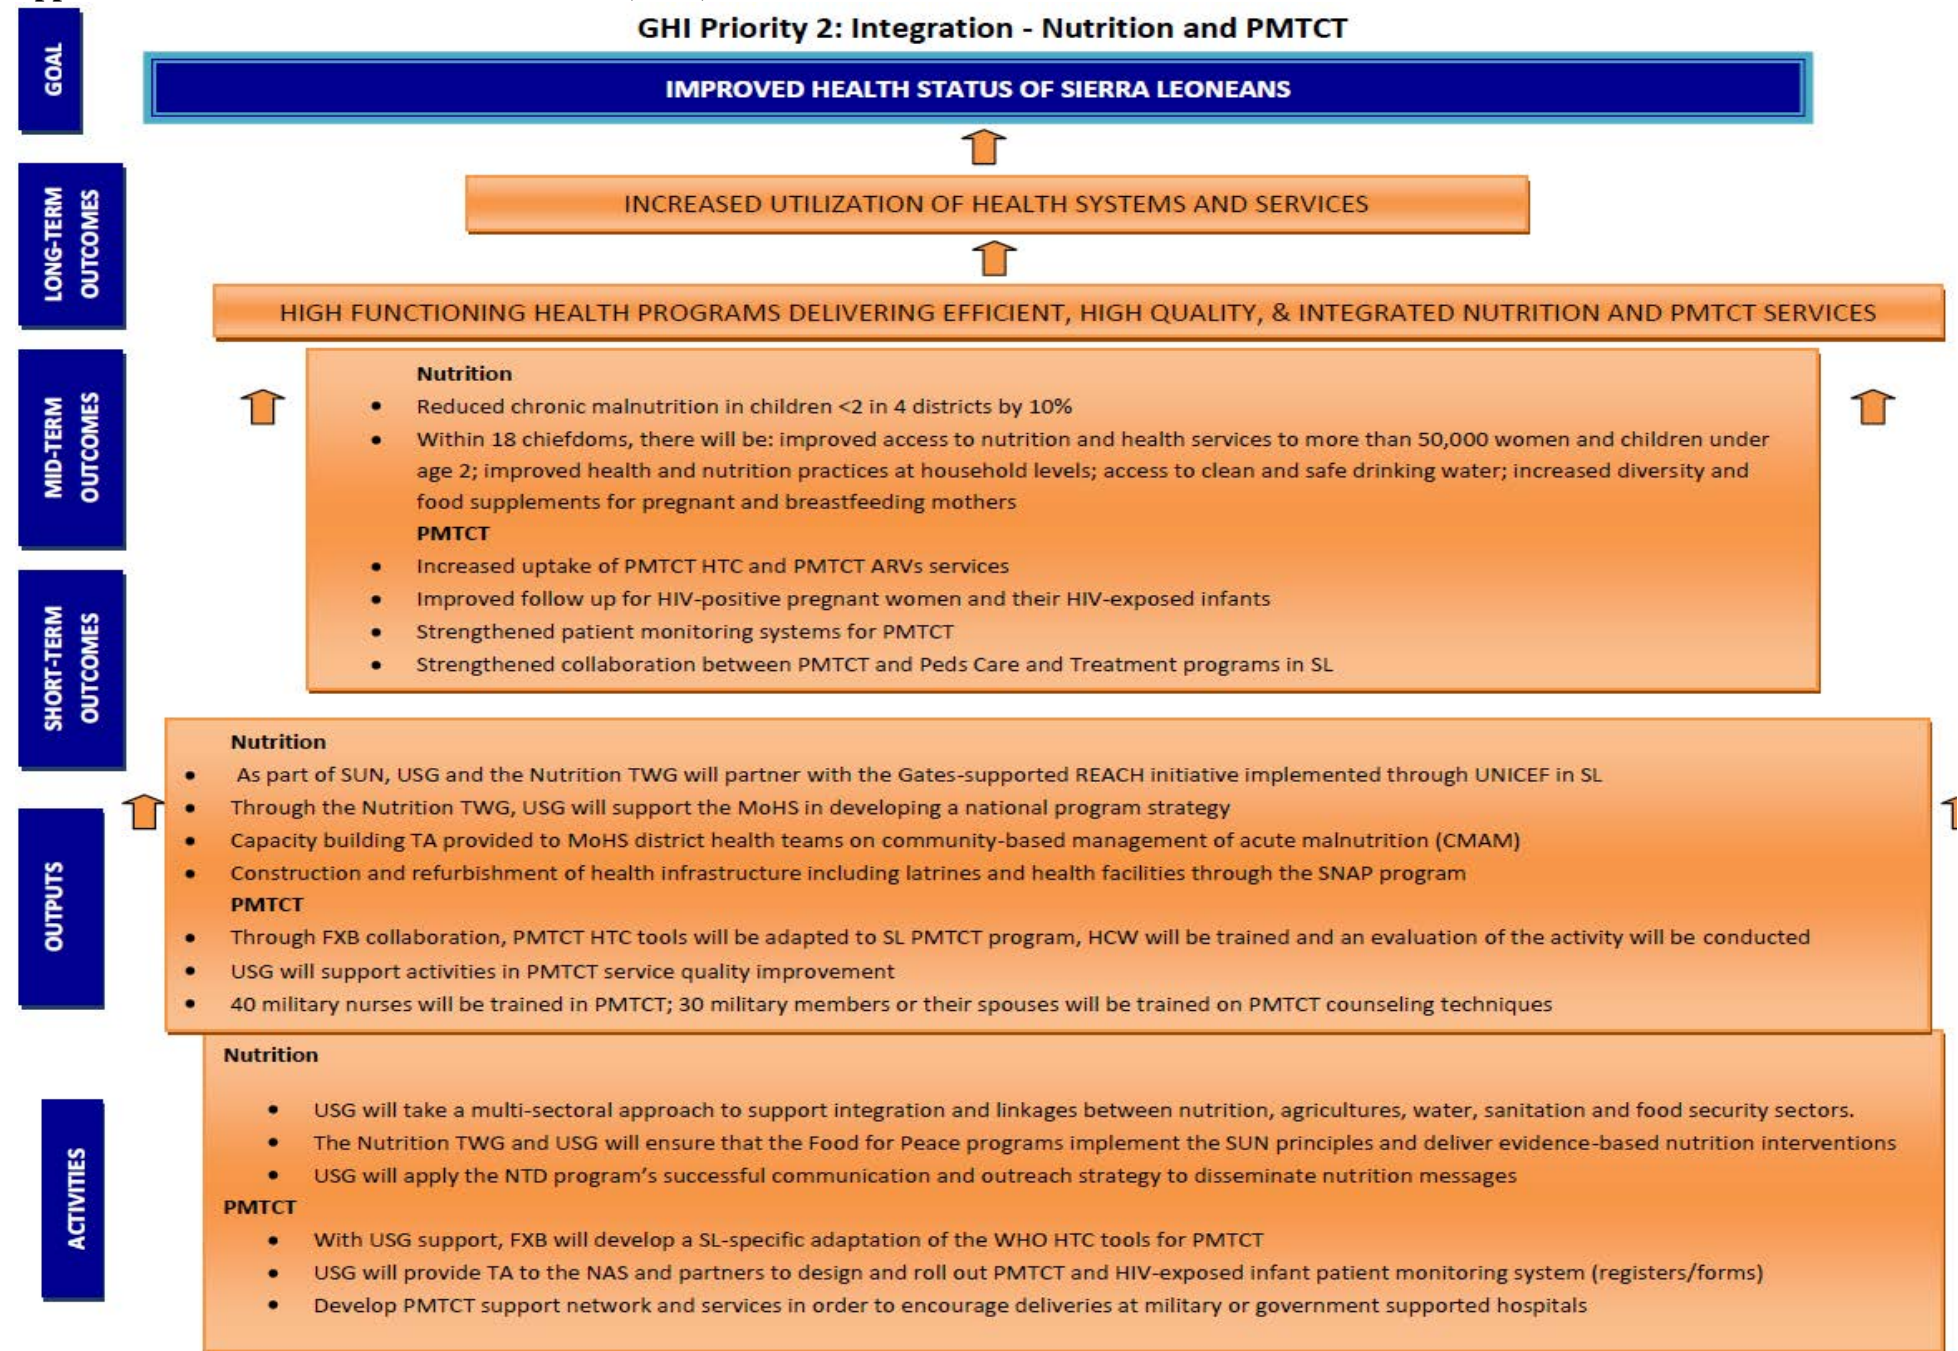 GHI Priority 2: Integration - Nutrition and PMTCT
GOAL
IMPROVED HEALTH STATUS OF SIERRA LEONEANS
LONG-TERM
OUTCOMES
INCREASED UTILIZATION OF HEALTH SYSTEMS AND SERVICES
HIGH FUNCTIONING HEALTH PROGRAMS DELIVERING EFFICIENT, HIGH QUALITY, & INTEGRATED NUTRITION AND PMTCT SERVICES
MID-TERM
OUTCOMES
SHORT-TERM
OUTCOMES
Nutrition
• Reduced chronic malnutrition in children <2 in 4 districts by 10%
• Within 18 chiefdoms, there will be: improved access to nutrition and health services to more than 50,000 women and children under
age 2; improved health and nutrition practices at household levels; access to clean and safe drinking water; increased diversity and
food supplements for pregnant and breastfeeding mothers
PMTCT
• Increased uptake of PMTCT HTC and PMTCT ARVs services
• Improved follow up for HIV-positive pregnant women and their HIV-exposed infants
• Strengthened patient monitoring systems for PMTCT
• Strengthened collaboration between PMTCT and Peds Care and Treatment programs in SL
OUTPUTS
Nutrition
• As part of SUN, USG and the Nutrition TWG will partner with the Gates-supported REACH initiative implemented through UNICEF in SL
• Through the Nutrition TWG, USG will support the MoHS in developing a national program strategy
• Capacity building TA provided to MoHS district health teams on community-based management of acute malnutrition (CMAM)
• Construction and refurbishment of health infrastructure including latrines and health facilities through the SNAP program
PMTCT
• Through FXB collaboration, PMTCT HTC tools will be adapted to SL PMTCT program, HCW will be trained and an evaluation of the activity will be conducted
• USG will support activities in PMTCT service quality improvement
• 40 military nurses will be trained in PMTCT; 30 military members or their spouses will be trained on PMTCT counseling techniques
ACTIVITIES
Nutrition
• USG will take a multi-sectoral approach to support integration and linkages between nutrition, agricultures, water, sanitation and food security sectors.
• The Nutrition TWG and USG will ensure that the Food for Peace programs implement the SUN principles and deliver evidence-based nutrition interventions
• USG will apply the NTD program's successful communication and outreach strategy to disseminate nutrition messages
PMTCT
• With USG support, FXB will develop a SL-specific adaptation of the WHO HTC tools for PMTCT
• USG will provide TA to the NAS and partners to design and roll out PMTCT and HIV-exposed infant patient monitoring system (registers/forms)
• Develop PMTCT support network and services in order to encourage deliveries at military or government supported hospitals